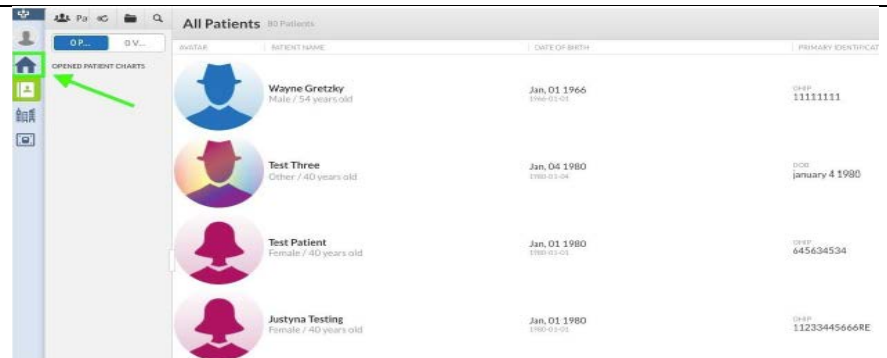 Pa
All Patients 80 Patients
0 P... 0 V...
AVATAR PATIENT NAME DATE OF BIRTH PRIMARY IDENTIFICAT
OPENED PATIENT CHARTS
Wayne Gretzky
Male / 54 years old
Jan, 01 1966
1966-01-01
OHIP
11111111
Test Three
Other / 40 years old
Jan, 04 1980
1980-01-04
DOB
january 4 1980
Test Patient
Female / 40 years old
Jan, 01 1980
1980-01-01
OHIP
645634534
Justyna Testing
Female / 40 years old
Jan, 01 1980
1980-01-01
OHIP
11233445666RE